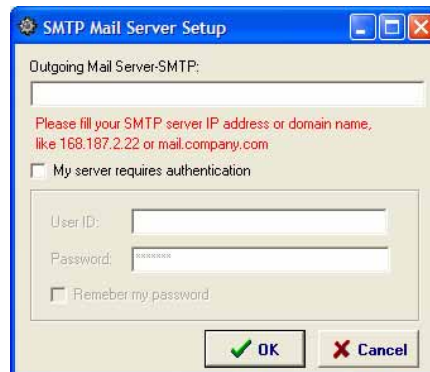 SMTP Mail Server Setup
Outgoing Mail Server-SMTP:
Please fill your SMTP server IP address or domain name,
like 168.187.2.22 or mail.company.com
My server requires authentication
User ID:
Password: *******
Remeber my password
OK Cancel